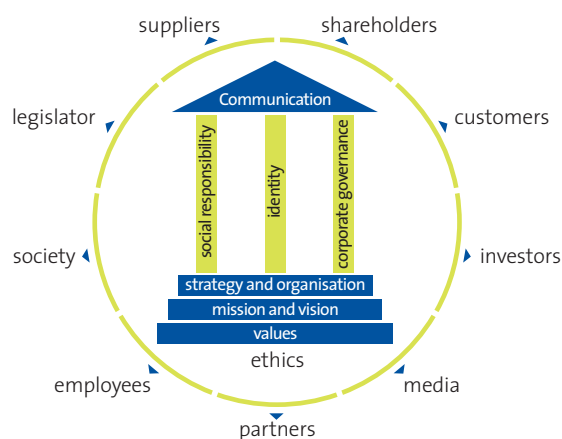 suppliers
shareholders
legislator
Communication
customers
social responsibility
identity
corporate governance
society
investors
strategy and organisation
mission and vision
values
ethics
employees
media
partners